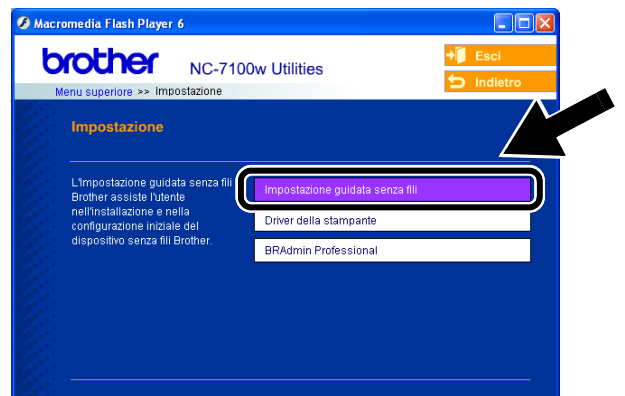 Macromedia Flash Player 6
brother
NC-7100w Utilities
Esci
Indietro
Menu superiore >> Impostazione
Impostazione
L'Impostazione guidata senza fili
Brother assiste l'utente
nell'installazione e nella
configurazione iniziale del
dispositivo senza fili Brother.
Impostazione guidata senza fili
Driver della stampante
BRAdmin Professional